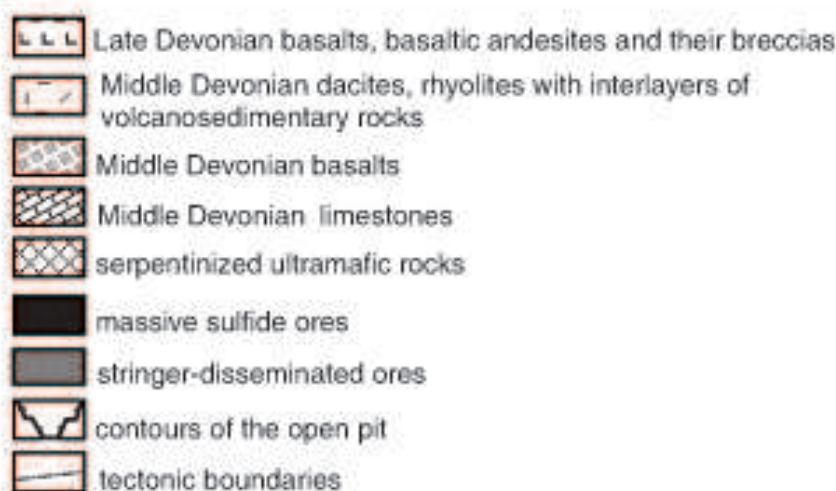 Late Devonian basalts, basaltic andesites and their breccias
Middle Devonian dacites, rhyolites with interlayers of
volcanosedimentary rocks
Middle Devonian basalts
Middle Devonian limestones
serpentinized ultramafic rocks
massive sulfide ores
stringer-disseminated ores
contours of the open pit
tectonic boundaries